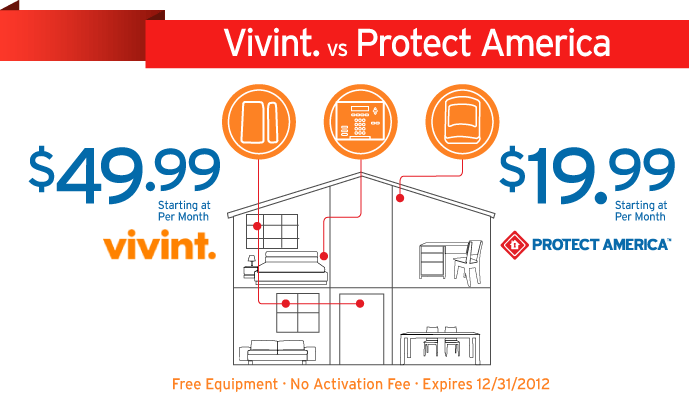 Vivint. vs Protect America
$49.99
Starting at
Per Month
vivint.
$19.99
Starting at
Per Month
PROTECT AMERICA™
Free Equipment · No Activation Fee · Expires 12/31/2012